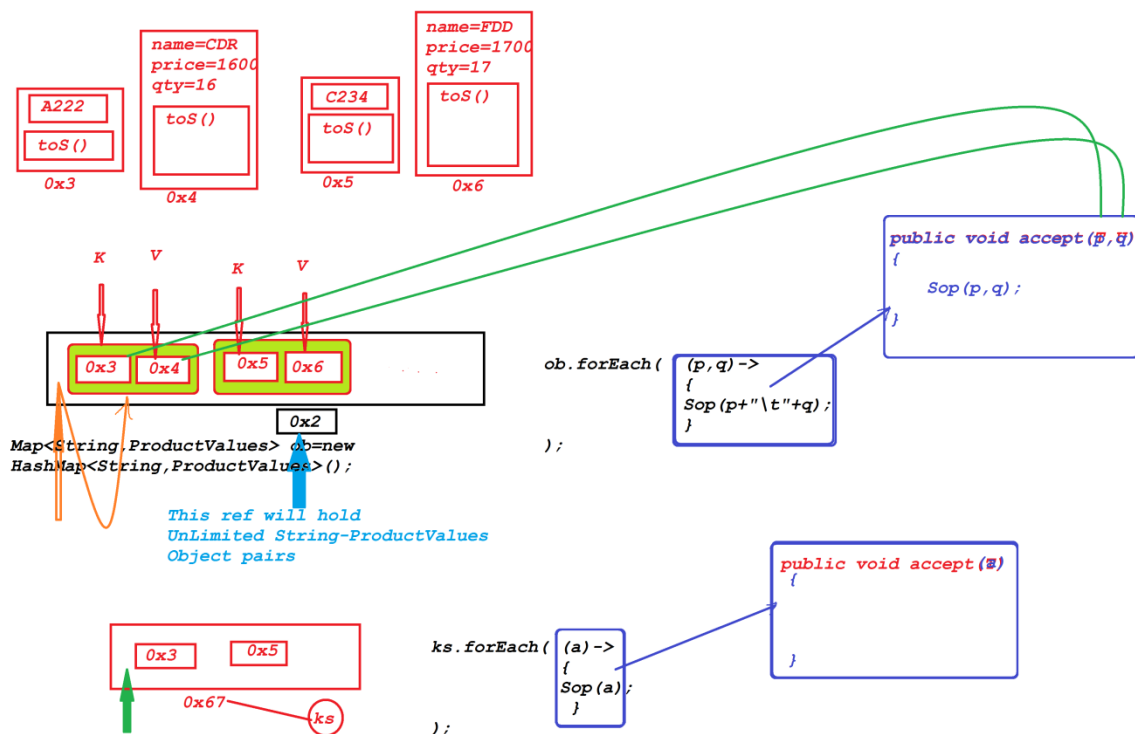 name=CDR
price=1600
qty=16
toS()
0x4
A222
toS()
0x3
C234
toS()
0x5
name=FDD
price=1700
qty=17
toS()
0x6
public void accept(p,q)
{
Sop(p,q);
}
K
V
K
V
0x3
0x4
0x5
0x6
. . .
0x2
Map<String,ProductValues> ob=new
HashMap<String,ProductValues>();
This ref will hold
UnLimited String-ProductValues
Object pairs
ob.forEach(
(p,q)->
{
Sop(p+"\t"+q);
}
);
0x3
0x5
0x67
ks
ks.forEach(
(a)->
{
Sop(a);
}
);
public void accept(a)
{
}